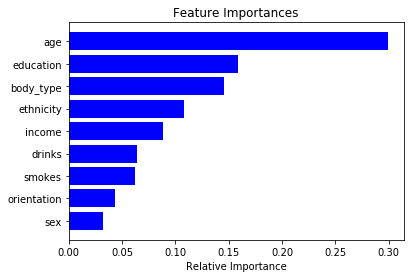 Feature Importances
age
education
body_type
ethnicity
income
drinks
smokes
orientation
sex
0.00 0.05 0.10 0.15 0.20 0.25 0.30
Relative Importance